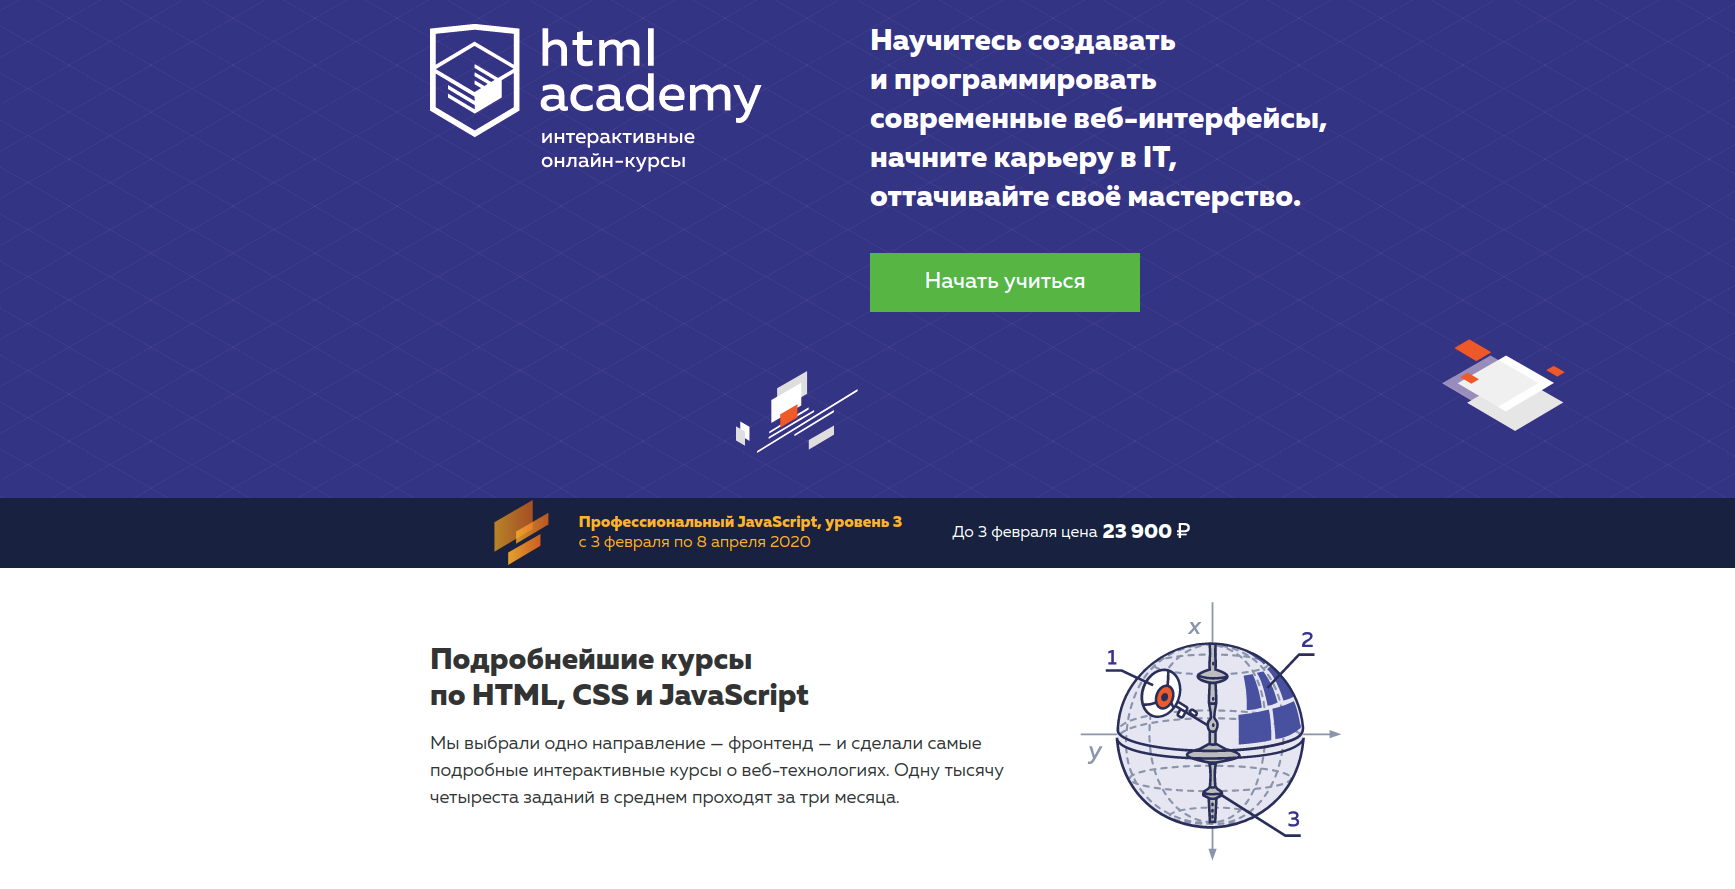 html
academy
интерактивные
онлайн-курсы
Научитесь создавать
и программировать
современные веб-интерфейсы,
начните карьеру в IT,
оттачивайте своё мастерство.
Начать учиться
Профессиональный JavaScript, уровень 3
с 3 февраля по 8 апреля 2020
До 3 февраля цена 23 900 ₽
Подробнейшие курсы
по HTML, CSS и JavaScript
Мы выбрали одно направление — фронтенд — и сделали самые
подробные интерактивные курсы о веб-технологиях. Одну тысячу
четыреста заданий в среднем проходят за три месяца.
x
1
2
y
3